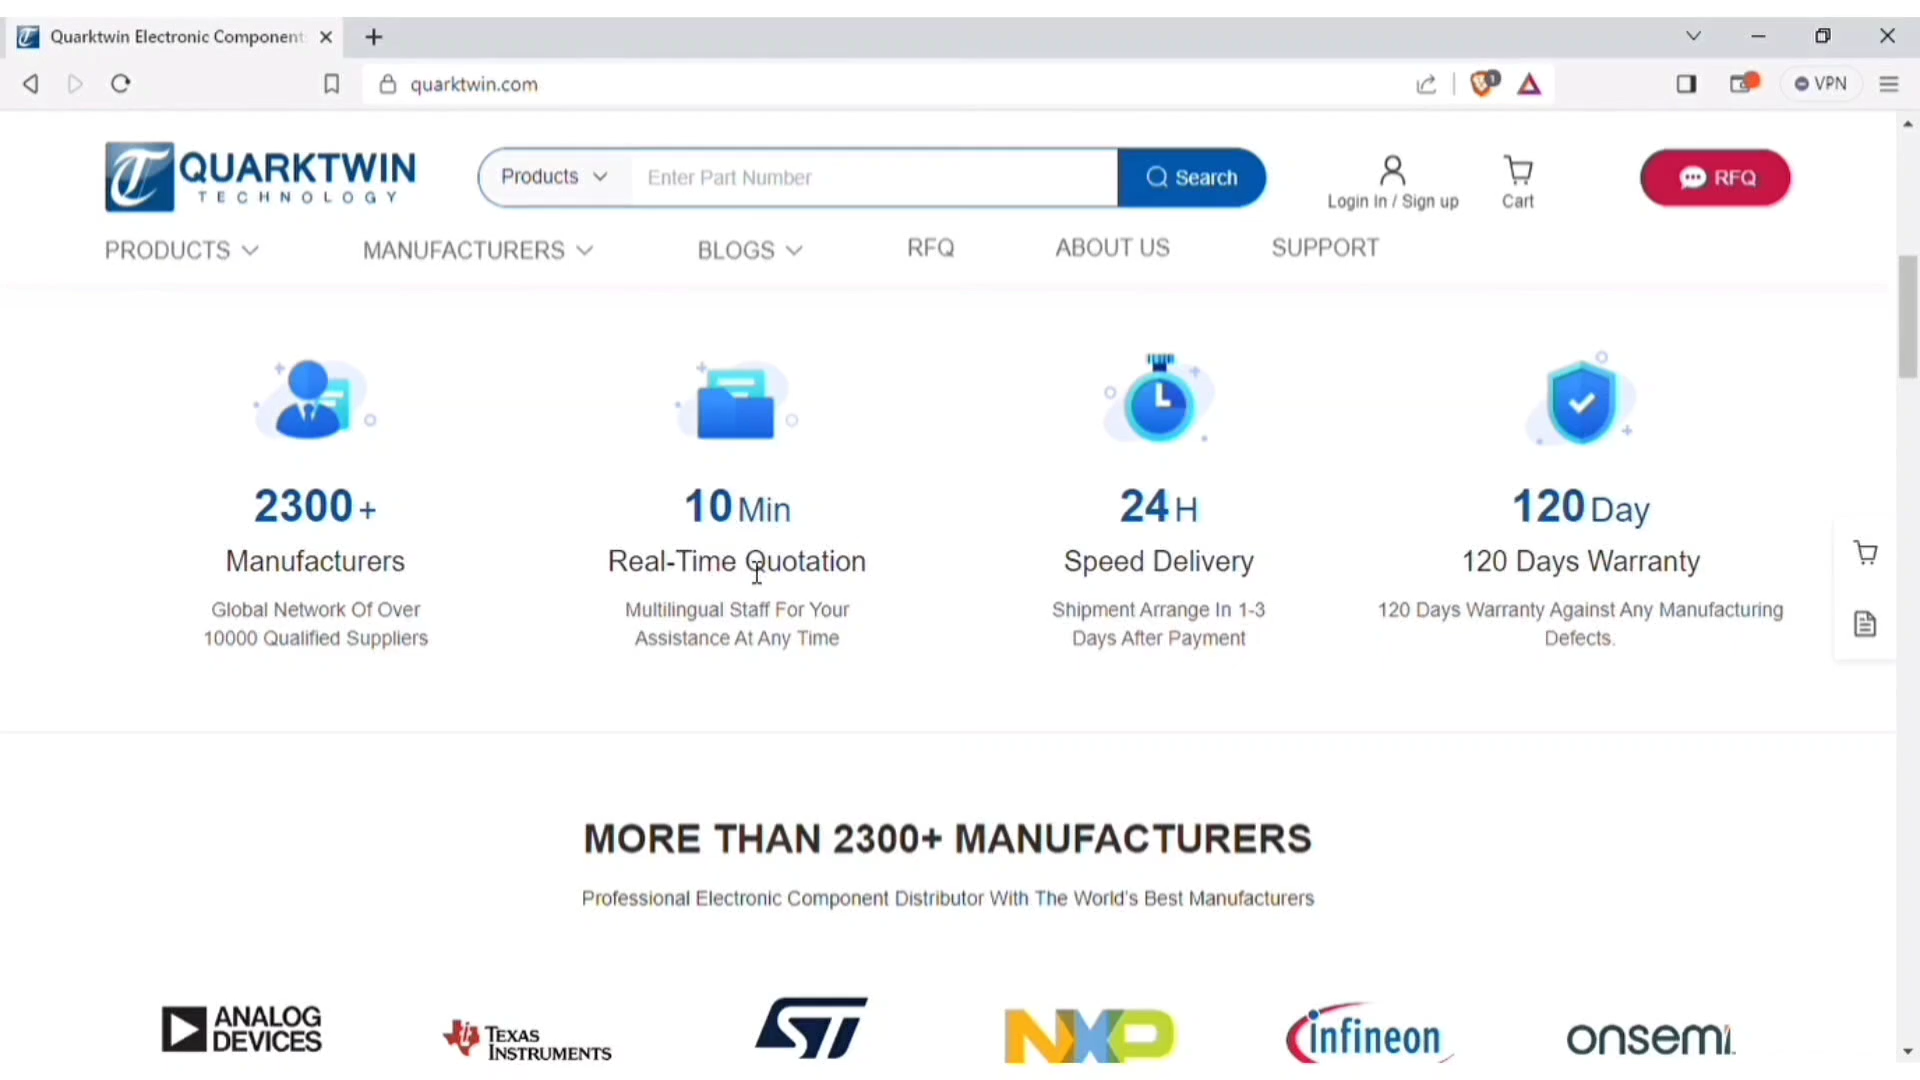 Quarktwin Electronic Component
quarktwin.com
VPN
QUARKTWIN
TECHNOLOGY
Products
Enter Part Number
Search
Login In / Sign up
Cart
RFQ
PRODUCTS
MANUFACTURERS
BLOGS
RFQ
ABOUT US
SUPPORT
2300 +
Manufacturers
Global Network Of Over
10000 Qualified Suppliers
10 Min
Real-Time Quotation
Multilingual Staff For Your
Assistance At Any Time
24 H
Speed Delivery
Shipment Arrange In 1-3
Days After Payment
120 Day
120 Days Warranty
120 Days Warranty Against Any Manufacturing
Defects.
MORE THAN 2300+ MANUFACTURERS
Professional Electronic Component Distributor With The World's Best Manufacturers
ANALOG
DEVICES
TEXAS
INSTRUMENTS
ST
NXP
infineon
onsemi